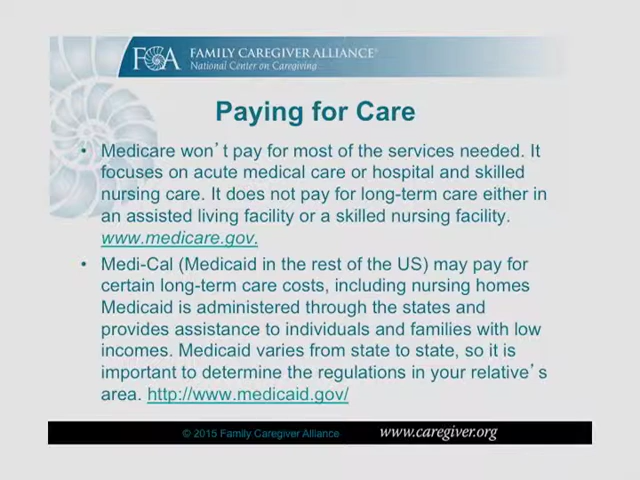 FCA FAMILY CAREGIVER ALLIANCE®
National Center on Caregiving
Paying for Care
• Medicare won't pay for most of the services needed. It
focuses on acute medical care or hospital and skilled
nursing care. It does not pay for long-term care either in
an assisted living facility or a skilled nursing facility.
www.medicare.gov.
• Medi-Cal (Medicaid in the rest of the US) may pay for
certain long-term care costs, including nursing homes
Medicaid is administered through the states and
provides assistance to individuals and families with low
incomes. Medicaid varies from state to state, so it is
important to determine the regulations in your relative's
area. http://www.medicaid.gov/
© 2015 Family Caregiver Alliance www.caregiver.org